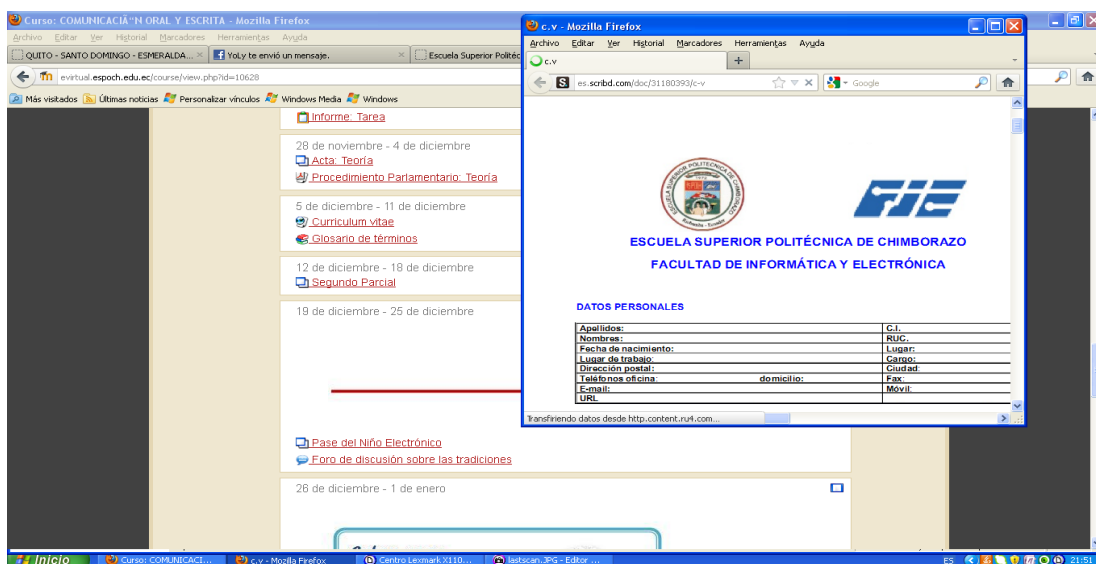 Curso: COMUNICACIÃ“N ORAL Y ESCRITA - Mozilla Firefox
Archivo Editar Ver Historial Marcadores Herramientas Ayuda
QUITO - SANTO DOMINGO - ESMERALDA...
YoLy te envió un mensaje.
Escuela Superior Politéc
evirtual.espoch.edu.ec/course/view.php?id=10628
Más visitados Últimas noticias Personalizar vínculos Windows Media Windows
Informe: Tarea
28 de noviembre - 4 de diciembre
Acta: Teoría
Procedimiento Parlamentario: Teoría
5 de diciembre - 11 de diciembre
Curriculum vitae
Glosario de términos
12 de diciembre - 18 de diciembre
Segundo Parcial
19 de diciembre - 25 de diciembre
Pase del Niño Electrónico
Foro de discusión sobre las tradiciones
26 de diciembre - 1 de enero
c.v - Mozilla Firefox
Archivo Editar Ver Historial Marcadores Herramientas Ayuda
c.v
es.scribd.com/doc/31180393/c-v
Google
ESCUELA SUPERIOR POLITÉCNICA DE CHIMBORAZO
FIE
ESCUELA SUPERIOR POLITÉCNICA DE CHIMBORAZO
FACULTAD DE INFORMÁTICA Y ELECTRÓNICA
DATOS PERSONALES
Apellidos: C.I.
Nombres: RUC.
Fecha de nacimiento: Lugar:
Lugar de trabajo: Cargo:
Dirección postal: Ciudad:
Teléfonos oficina: domicilio: Fax:
E-mail: Móvil:
URL
Transfiriendo datos desde http.content.ru4.com...
Inicio
Curso: COMUNICACI...
c.v - Mozilla Firefox
Centro Lexmark X110...
lastscan.JPG - Editor ...
ES
21:51